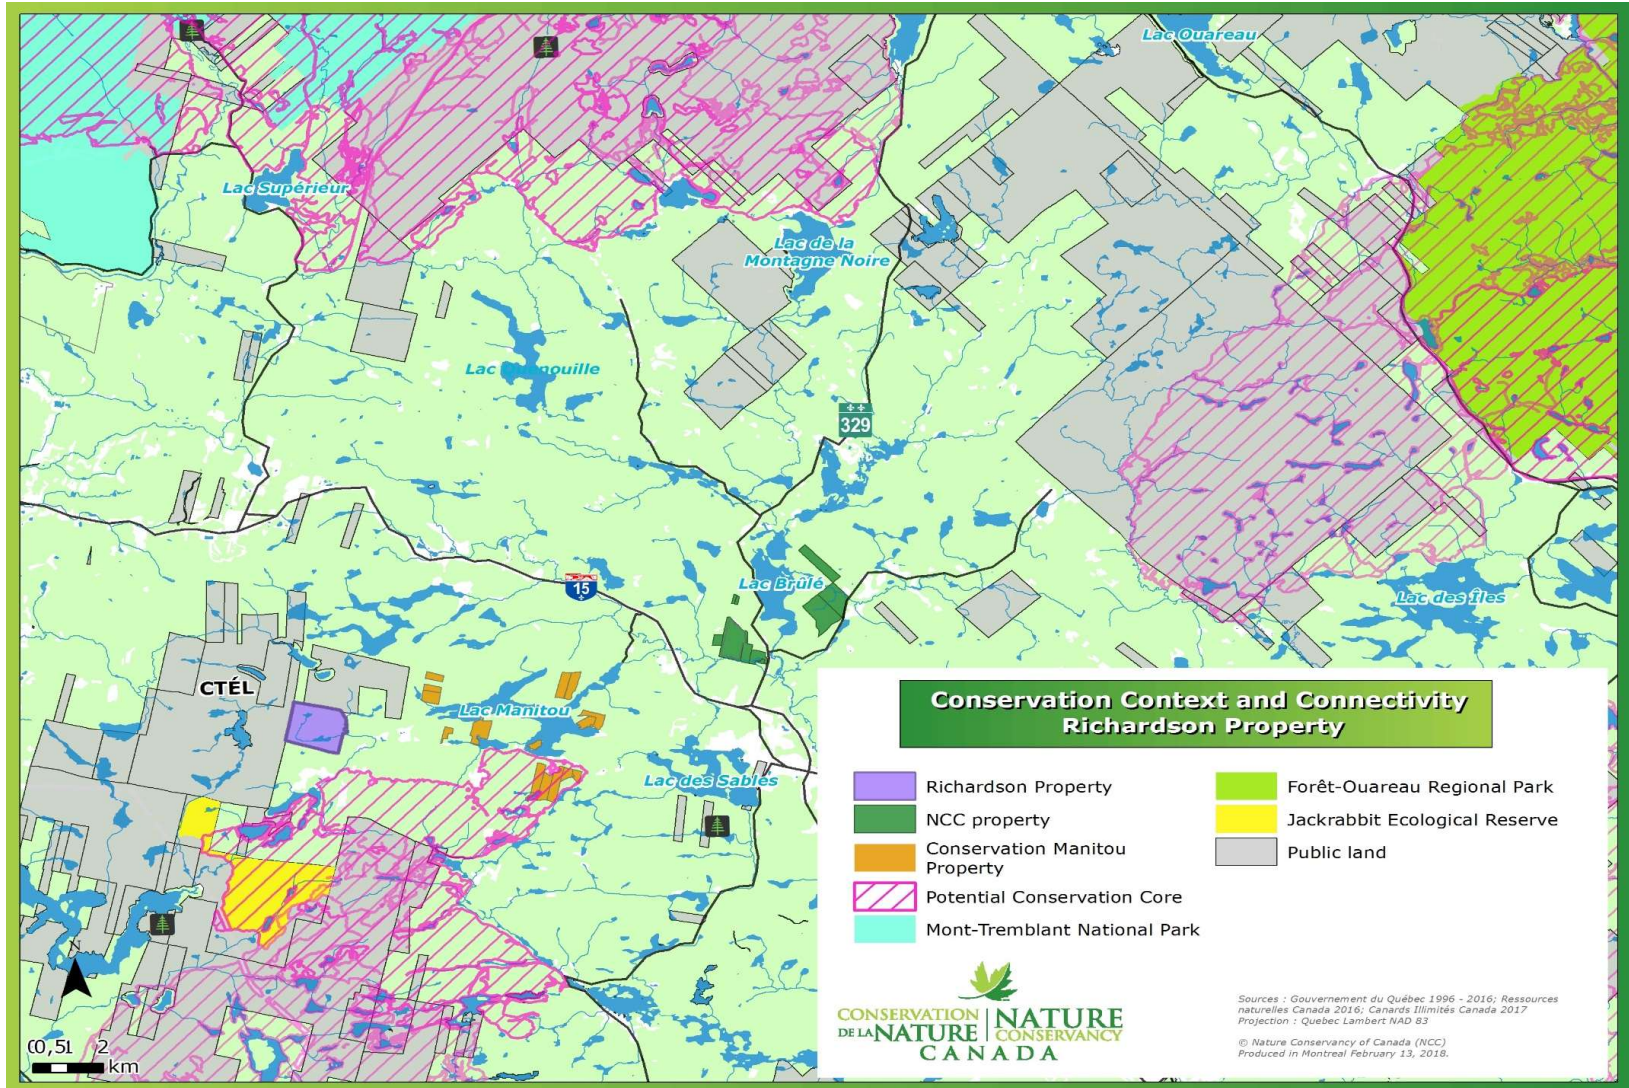 Lac Ouareau
Lac Supérieur
Lac de la
Montagne Noire
Lac Quenouille
329
15
Lac Brûlé
Lac des Îles
CTÉL
Lac Manitou
Lac des Sables
Conservation Context and Connectivity
Richardson Property
Richardson Property
NCC property
Conservation Manitou
Property
Potential Conservation Core
Mont-Tremblant National Park
Forêt-Ouareau Regional Park
Jackrabbit Ecological Reserve
Public land
N
00,51 2
km
CONSERVATION
DE LA NATURE
NATURE
CONSERVANCY
CANADA
Sources : Gouvernement du Québec 1996 - 2016; Ressources
naturelles Canada 2016; Canards Illimités Canada 2017
Projection : Quebec Lambert NAD 83
© Nature Conservancy of Canada (NCC)
Produced in Montreal February 13, 2018.